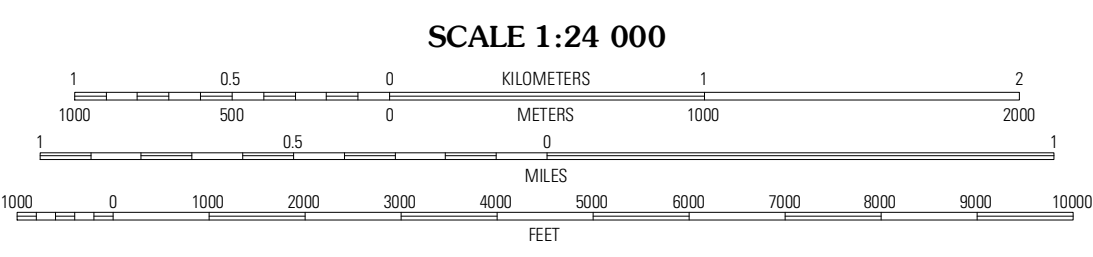 SCALE 1:24 000
1 0.5 0 KILOMETERS 1 2
1000 500 0 METERS 1000 2000
1 0.5 0 1
MILES
1000 0 1000 2000 3000 4000 5000 6000 7000 8000 9000 10000
FEET